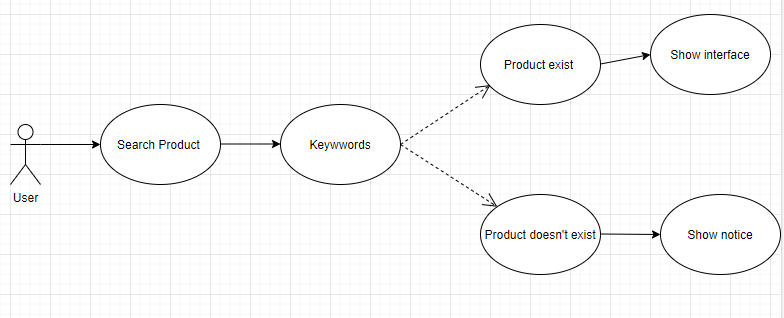 Product exist
Show interface
Search Product
Keywwords
User
Product doesn't exist
Show notice